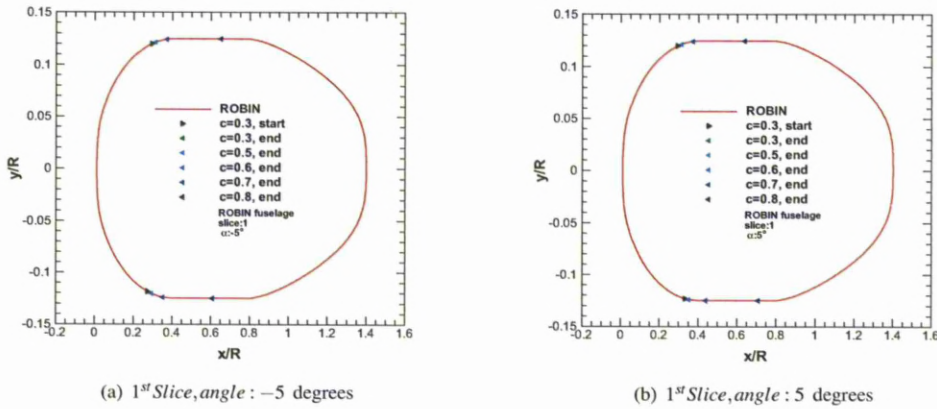 0.15
0.1
0.05
0
-0.05
-0.1
-0.15
y/R
ROBIN
c=0.3, start
c=0.3, end
c=0.5, end
c=0.6, end
c=0.7, end
c=0.8, end
ROBIN fuselage
slice:1
α:-5°
-0.2 0 0.2 0.4 0.6 0.8 1 1.2 1.4 1.6
x/R
(a) 1st Slice,angle : −5 degrees
0.15
0.1
0.05
0
-0.05
-0.1
-0.15
y/R
ROBIN
c=0.3, start
c=0.3, end
c=0.5, end
c=0.6, end
c=0.7, end
c=0.8, end
ROBIN fuselage
slice:1
α:5°
-0.2 0 0.2 0.4 0.6 0.8 1 1.2 1.4 1.6
x/R
(b) 1st Slice,angle : 5 degrees